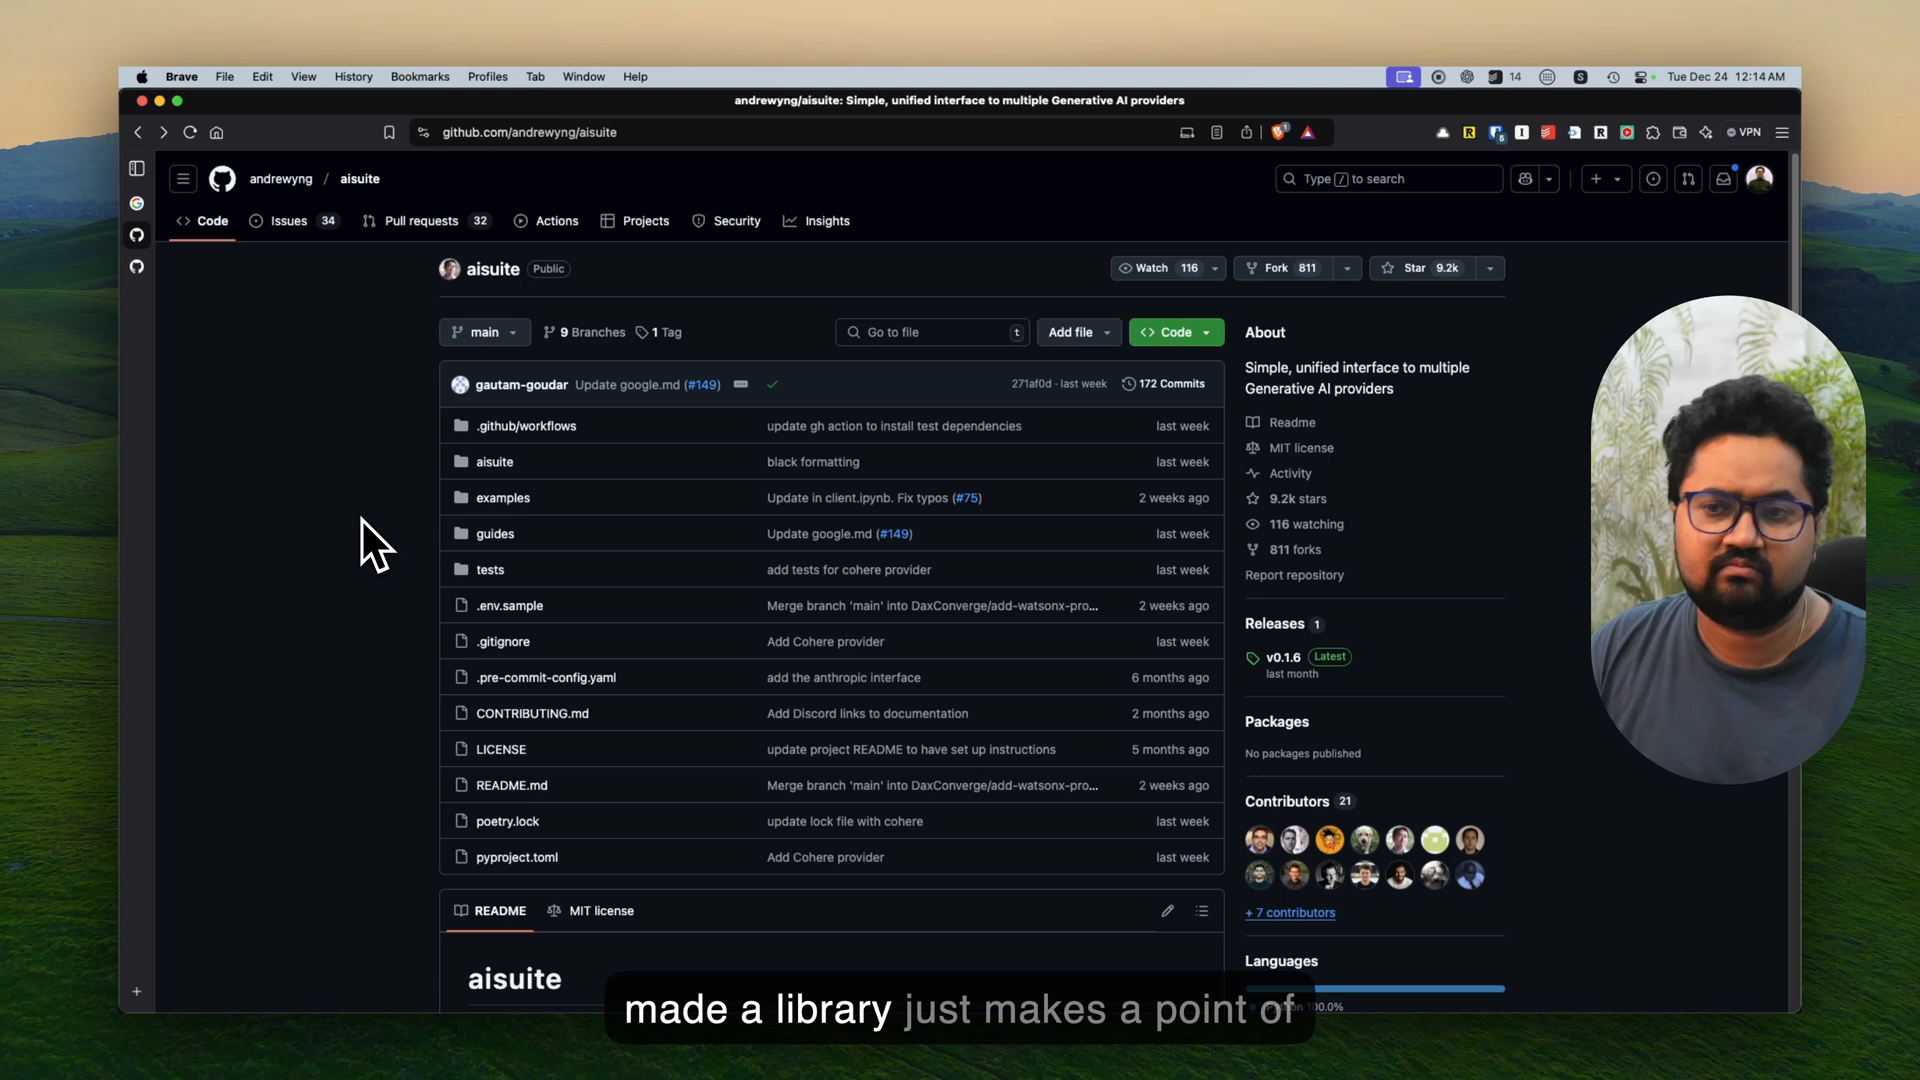 Brave File Edit View History Bookmarks Profiles Tab Window Help 14 S Tue Dec 24 12:14 AM
andrewyng/aisuite: Simple, unified interface to multiple Generative AI providers
github.com/andrewyng/aisuite VPN
andrewyng / aisuite Type / to search
Code Issues 34 Pull requests 32 Actions Projects Security Insights
aisuite Public Watch 116 Fork 811 Star 9.2k
main 9 Branches 1 Tag Go to file t Add file Code
gautam-goudar Update google.md (#149) 271af0d · last week 172 Commits
.github/workflows update gh action to install test dependencies last week
aisuite black formatting last week
examples Update in client.ipynb. Fix typos (#75) 2 weeks ago
guides Update google.md (#149) last week
tests add tests for cohere provider last week
.env.sample Merge branch 'main' into DaxConverge/add-watsonx-pro... 2 weeks ago
.gitignore Add Cohere provider last week
.pre-commit-config.yaml add the anthropic interface 6 months ago
CONTRIBUTING.md Add Discord links to documentation 2 months ago
LICENSE update project README to have set up instructions 5 months ago
README.md Merge branch 'main' into DaxConverge/add-watsonx-pro... 2 weeks ago
poetry.lock update lock file with cohere last week
pyproject.toml Add Cohere provider last week
README MIT license
aisuite
About
Simple, unified interface to multiple
Generative AI providers
Readme
MIT license
Activity
9.2k stars
116 watching
811 forks
Report repository
Releases 1
v0.1.6 Latest
last month
Packages
No packages published
Contributors 21
+ 7 contributors
Languages
100.0%
made a library just makes a point of